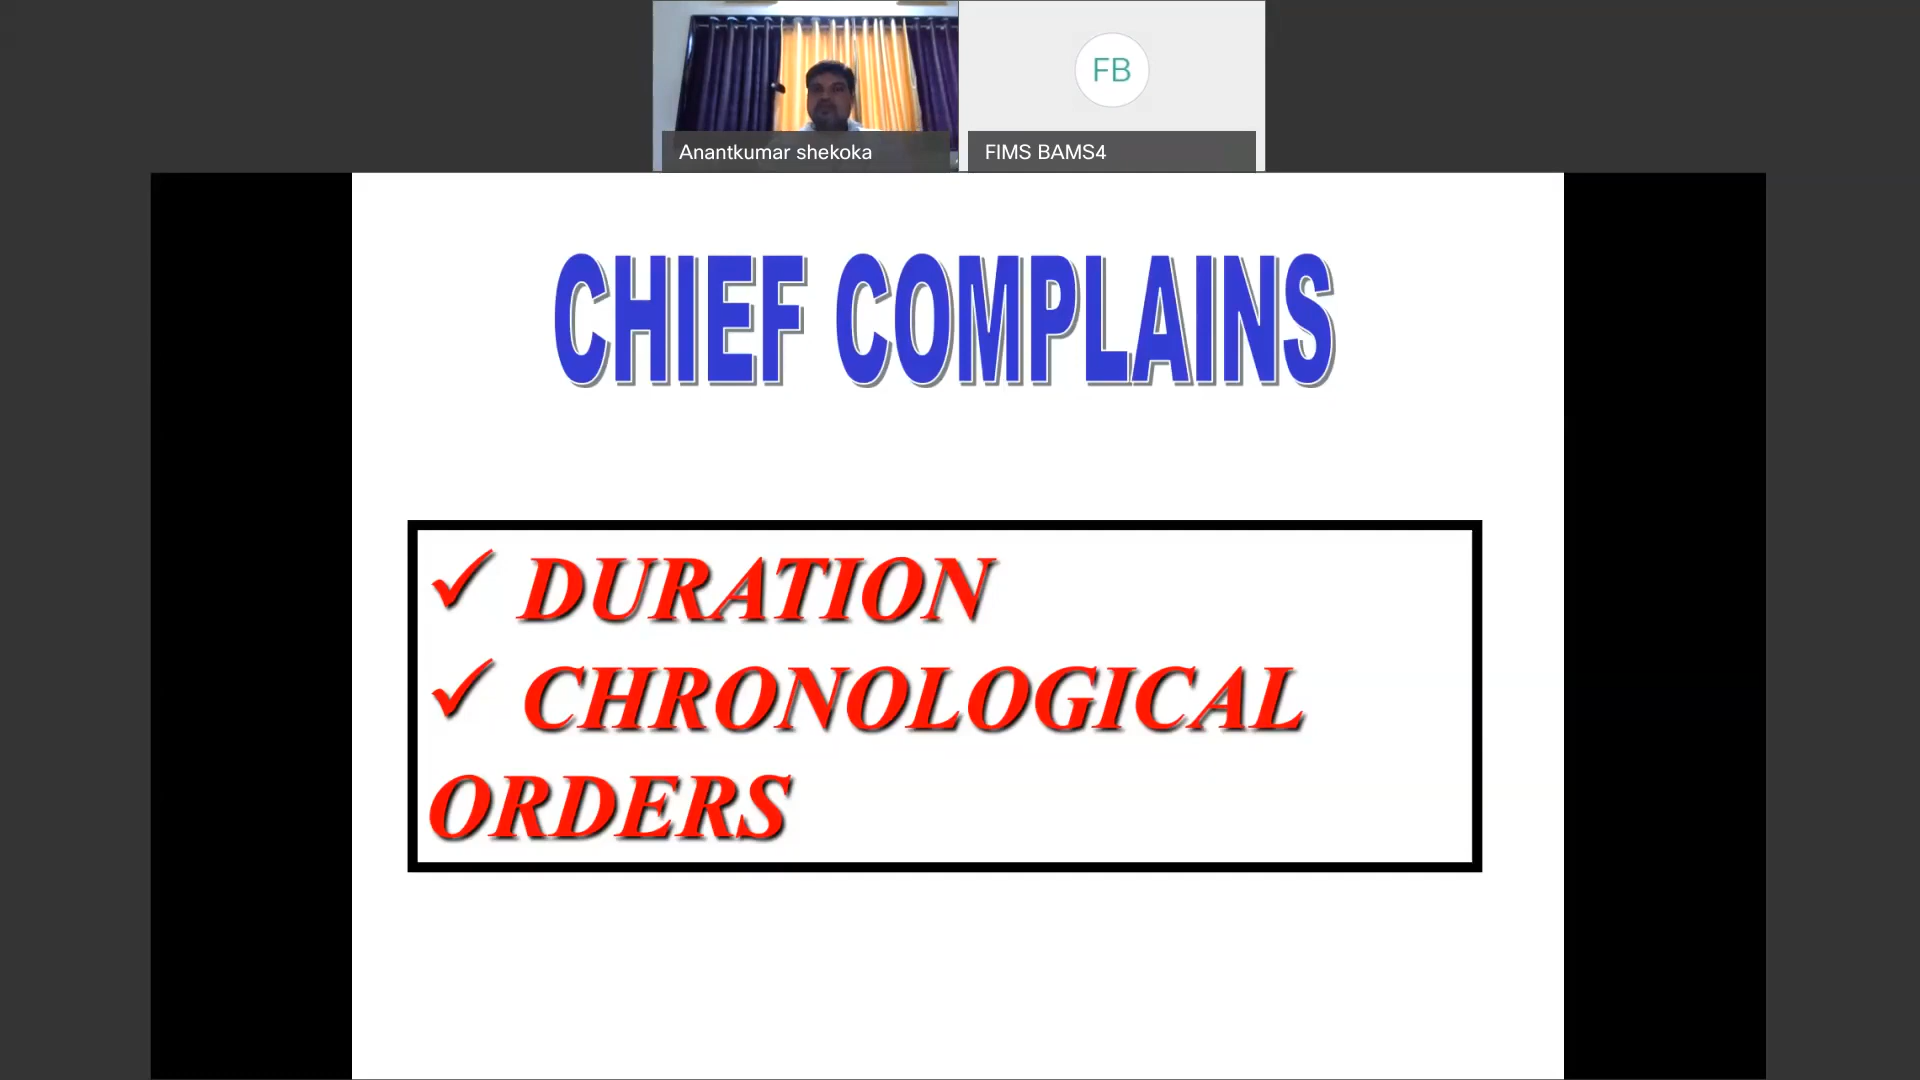 FB
Anantkumar shekoka
FIMS BAMS4
CHIEF COMPLAINS
✓ DURATION
✓ CHRONOLOGICAL
ORDERS